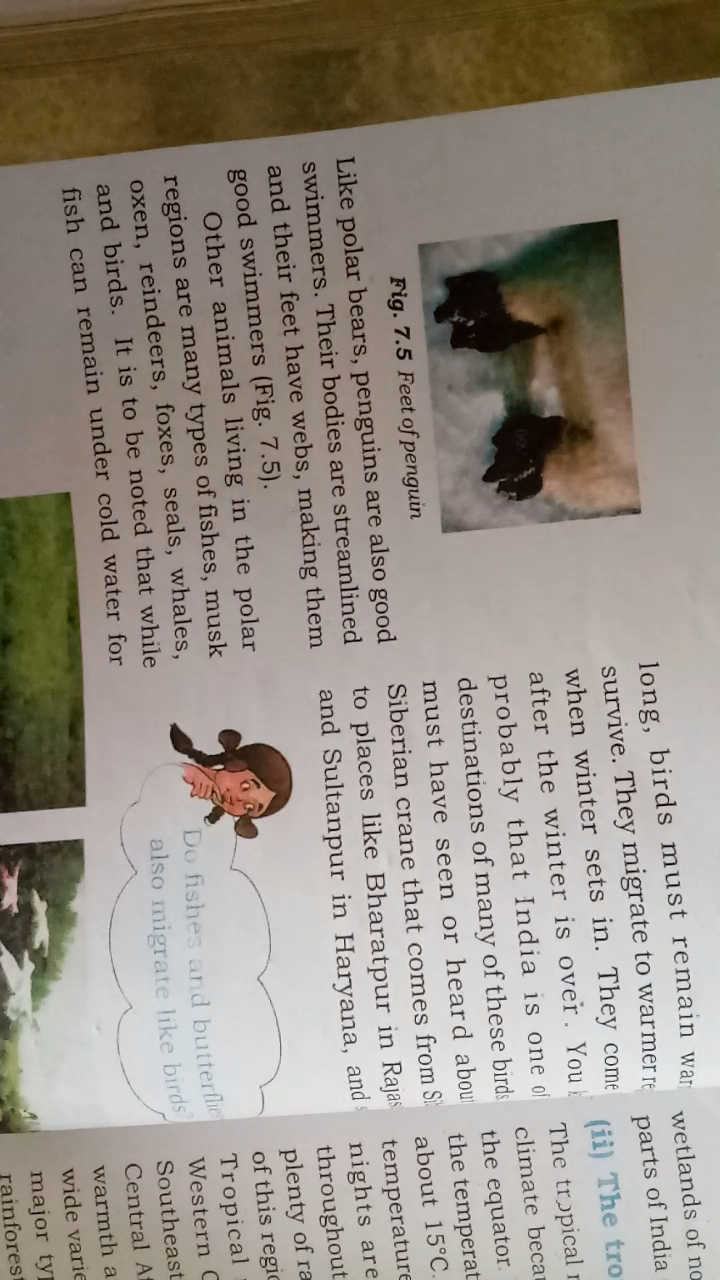 Fig. 7.5 Feet of penguin
Like polar bears, penguins are also good
swimmers. Their bodies are streamlined
and their feet have webs, making them
good swimmers (Fig. 7.5).
Other animals living in the polar
regions are many types of fishes, musk
oxen, reindeers, foxes, seals, whales,
and birds. It is to be noted that while
fish can remain under cold water for
long, birds must remain
survive. They migrate to warmer
when winter sets in. They come
after the winter is over. You
probably that India is one of
destinations of many of these birds
must have seen or heard about
Siberian crane that comes from
to places like Bharatpur in
and Sultanpur in Haryana, and
Do fishes and
also migrate like birds?
wetlands of
parts of India
(ii) The
The tropical
climate
the equator.
the
about 15°C.
nights are
throughout
plenty of
of this
Tropical
Western
Southeast
Central
warmth
wide
major